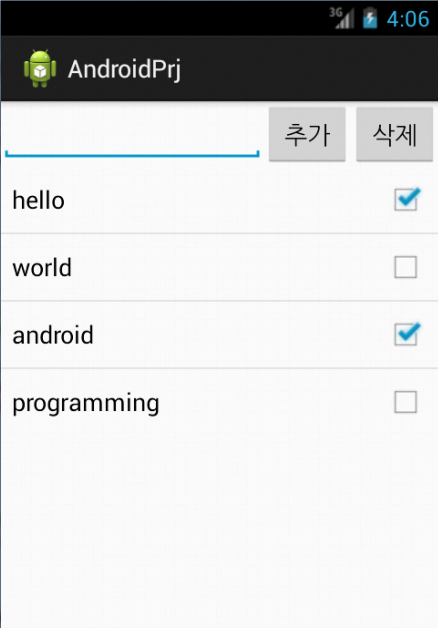 3G 4:06
AndroidPrj
추가 삭제
hello
world
android
programming